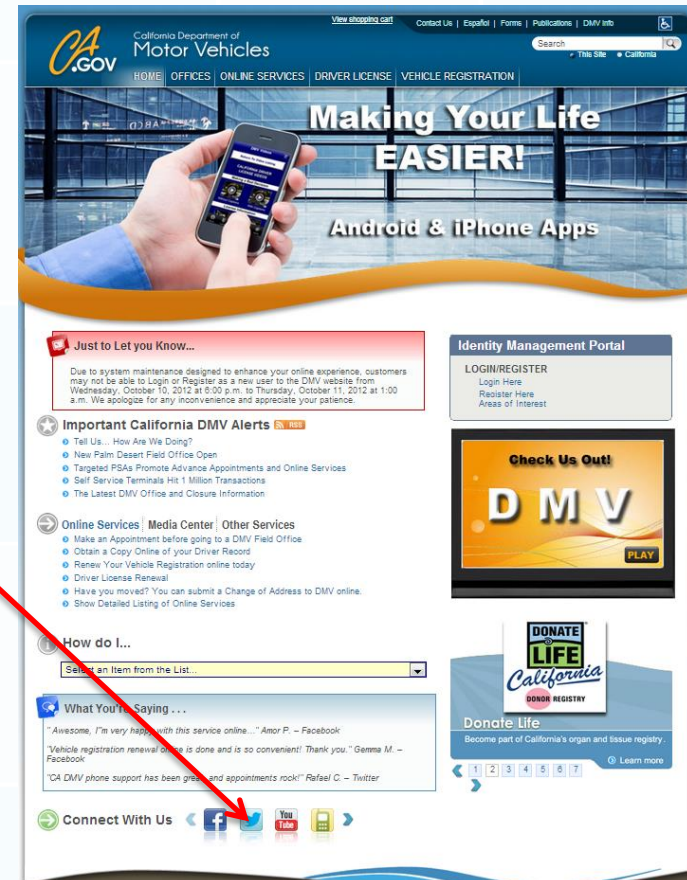 View shopping cart
Contact Us | Español | Forms | Publications | DMV Info
CA
.GOV
California Department of
Motor Vehicles
Search
This Site
California
HOME OFFICES ONLINE SERVICES DRIVER LICENSE VEHICLE REGISTRATION
Making Your Life
EASIER!
Android & iPhone Apps
Just to Let you Know...
Due to system maintenance designed to enhance your online experience, customers
may not be able to Login or Register as a new user to the DMV website from
Wednesday, October 10, 2012 at 6:00 p.m. to Thursday, October 11, 2012 at 1:00
a.m. We apologize for any inconvenience and appreciate your patience.
Identity Management Portal
LOGIN/REGISTER
Login Here
Register Here
Areas of Interest
Important California DMV Alerts RSS
Tell Us... How Are We Doing?
New Palm Desert Field Office Open
Targeted PSAs Promote Advance Appointments and Online Services
Self Service Terminals Hit 1 Million Transactions
The Latest DMV Office and Closure Information
Check Us Out!
DMV
PLAY
Online Services | Media Center | Other Services
Make an Appointment before going to a DMV Field Office
Obtain a Copy Online of your Driver Record
Renew Your Vehicle Registration online today
Driver License Renewal
Have you moved? You can submit a Change of Address to DMV online.
Show Detailed Listing of Online Services
How do I...
Select an Item from the List...
DONATE
LIFE
California
DONOR REGISTRY
Donate Life
Become part of California's organ and tissue registry.
Learn more
1 2 3 4 5 6 7
What You're Saying . . .
"Awesome, I"m very happy with this service online..." Amor P. – Facebook
"Vehicle registration renewal online is done and is so convenient! Thank you." Gemma M. –
Facebook
"CA DMV phone support has been great and appointments rock!" Rafael C. – Twitter
Connect With Us
f
You
Tube